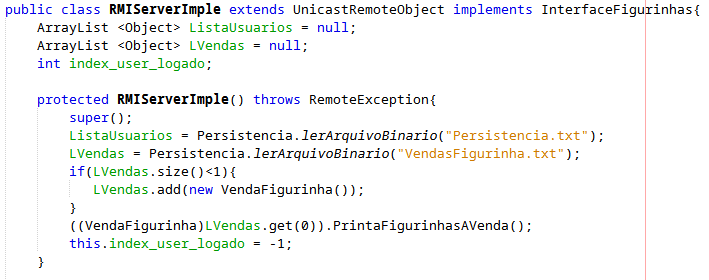 public class RMIServerImple extends UnicastRemoteObject implements InterfaceFigurinhas{
ArrayList <Object> ListaUsuarios = null;
ArrayList <Object> LVendas = null;
int index_user_logado;
protected RMIServerImple() throws RemoteException{
super();
ListaUsuarios = Persistencia.lerArquivoBinario("Persistencia.txt");
LVendas = Persistencia.lerArquivoBinario("VendasFigurinha.txt");
if(LVendas.size()<1){
LVendas.add(new VendaFigurinha());
}
((VendaFigurinha)LVendas.get(0)).PrintaFigurinhasAVenda();
this.index_user_logado = -1;
}